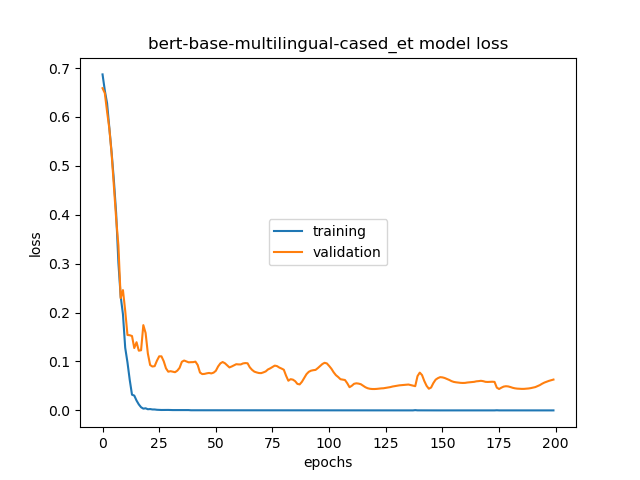 bert-base-multilingual-cased_et model loss
0.7
0.6
0.5
0.4
0.3
0.2
0.1
0.0
loss
training
validation
0 25 50 75 100 125 150 175 200
epochs